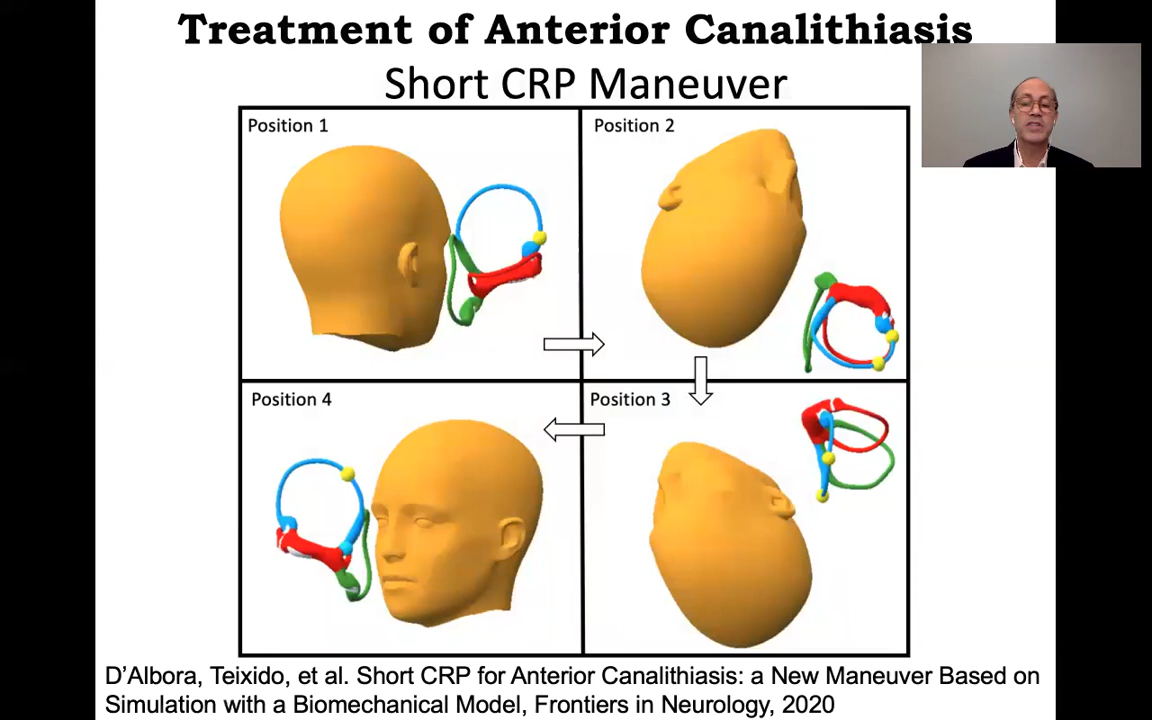 Treatment of Anterior Canalithiasis
Short CRP Maneuver
Position 1
Position 2
Position 4
Position 3
D’Albora, Teixido, et al. Short CRP for Anterior Canalithiasis: a New Maneuver Based on
Simulation with a Biomechanical Model, Frontiers in Neurology, 2020